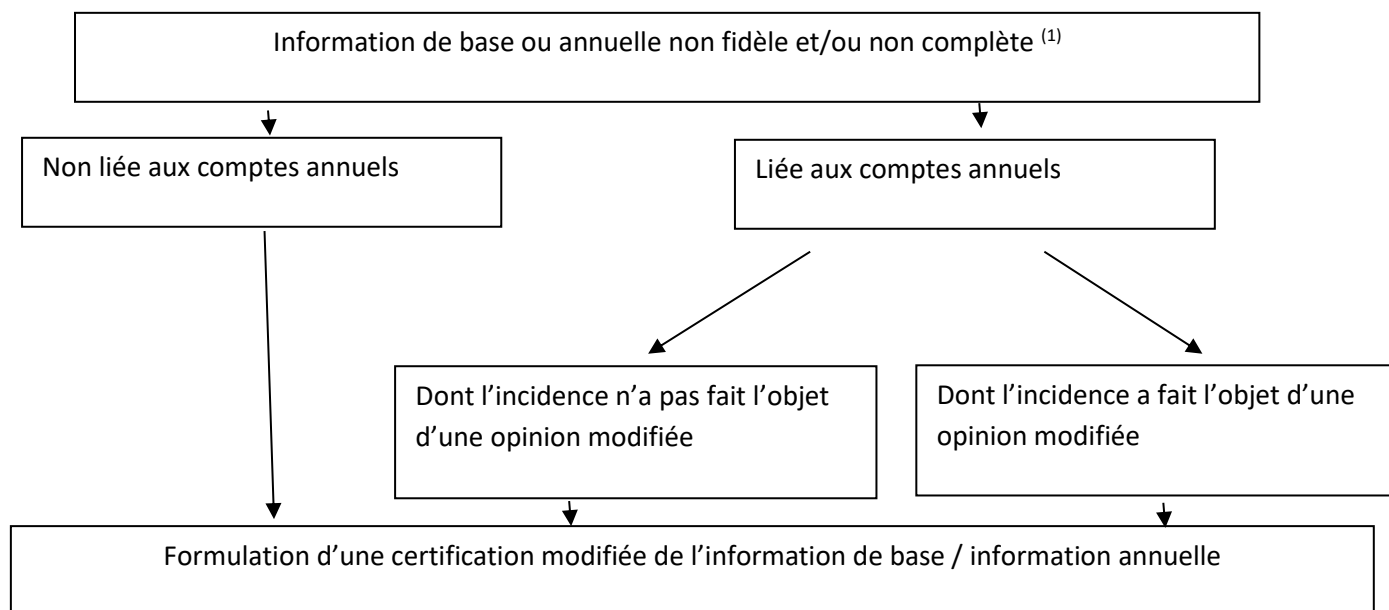 Information de base ou annuelle non fidèle et/ou non complète (1)
Non liée aux comptes annuels
Liée aux comptes annuels
Dont l’incidence n’a pas fait l’objet
d’une opinion modifiée
Dont l’incidence a fait l’objet d’une
opinion modifiée
Formulation d’une certification modifiée de l’information de base / information annuelle